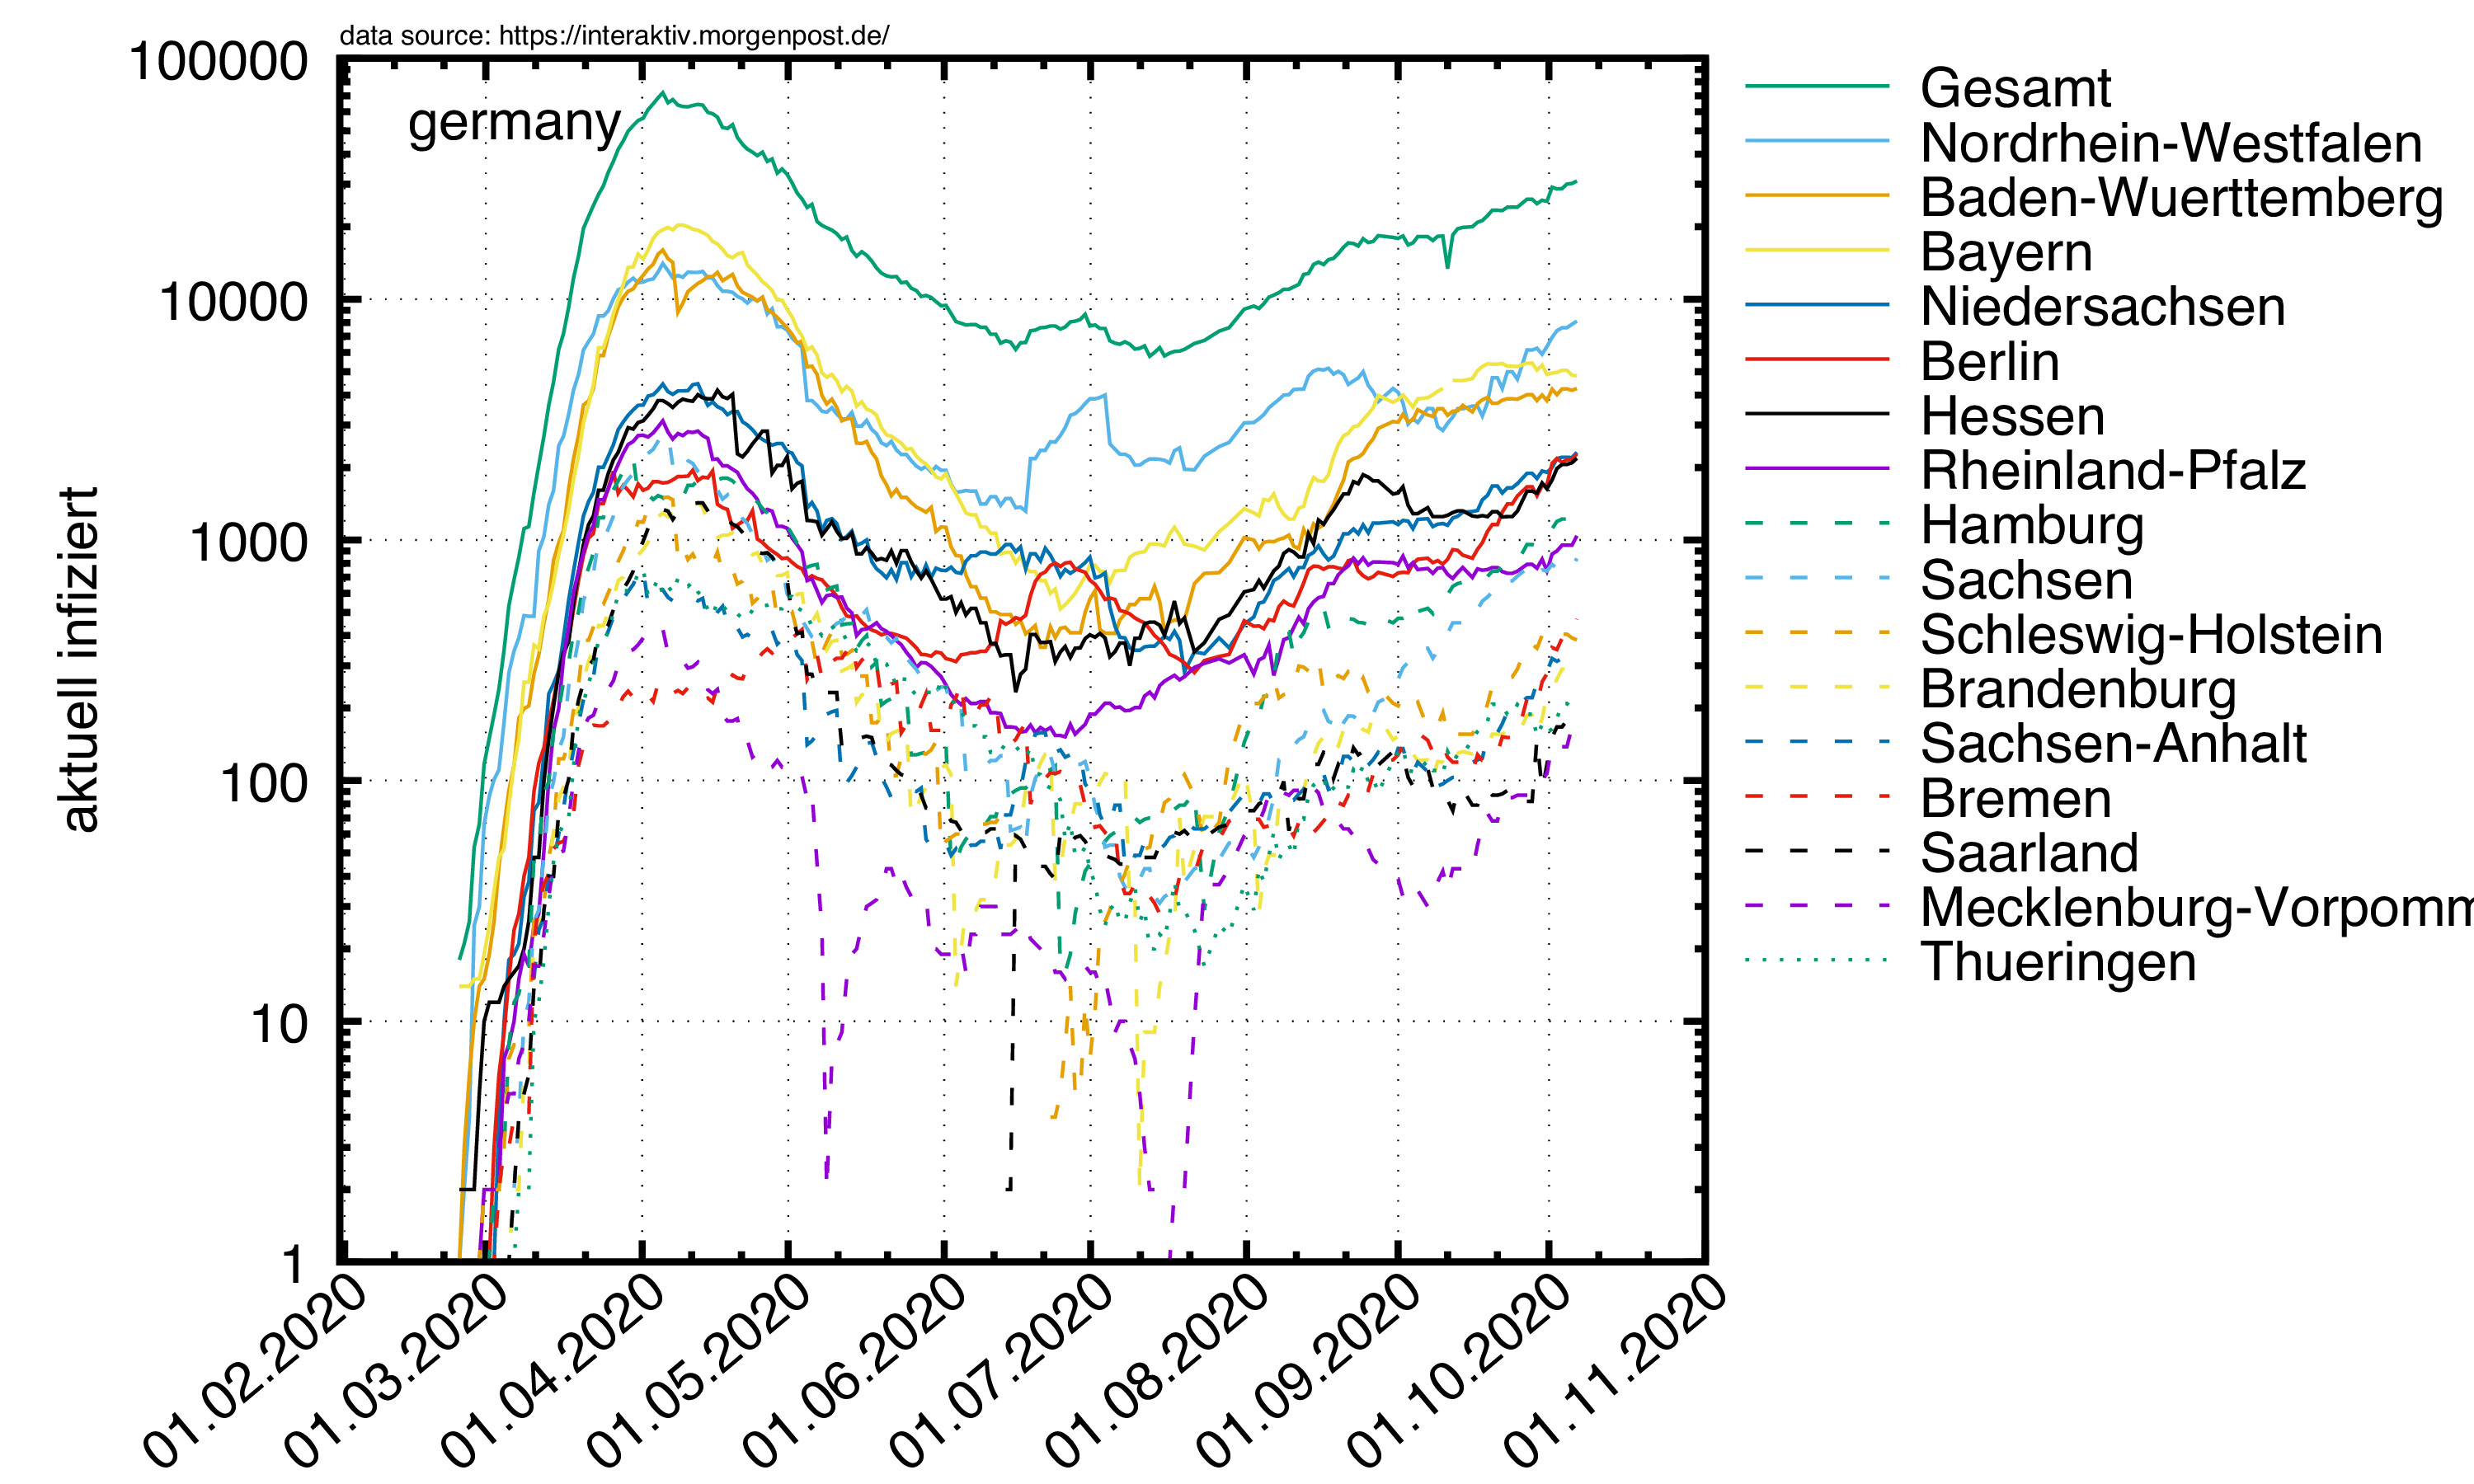 data source: https://interaktiv.morgenpost.de/
germany
aktuell infiziert
100000
10000
1000
100
10
1
01.02.2020
01.03.2020
01.04.2020
01.05.2020
01.06.2020
01.07.2020
01.08.2020
01.09.2020
01.10.2020
01.11.2020
Gesamt
Nordrhein-Westfalen
Baden-Wuerttemberg
Bayern
Niedersachsen
Berlin
Hessen
Rheinland-Pfalz
Hamburg
Sachsen
Schleswig-Holstein
Brandenburg
Sachsen-Anhalt
Bremen
Saarland
Mecklenburg-Vorpomm
Thueringen